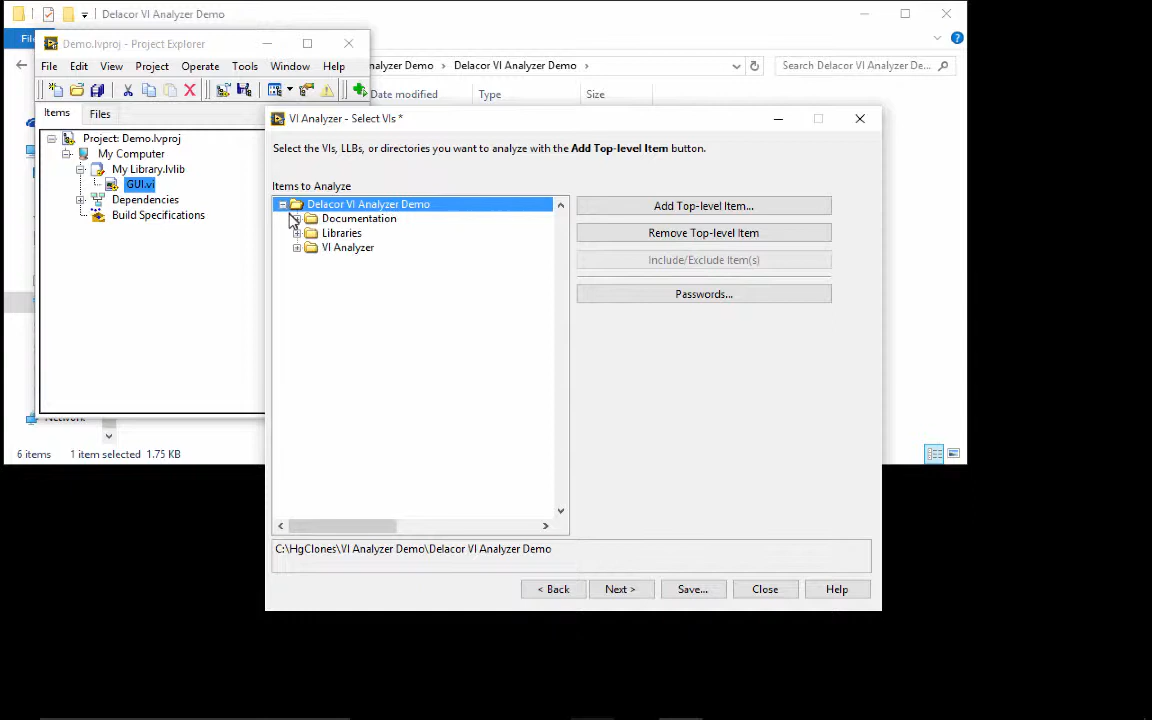 Delacor VI Analyzer Demo
Demo.lvproj - Project Explorer
File Edit View Project Operate Tools Window Help
nalyzer Demo › Delacor VI Analyzer Demo ›
Search Delacor VI Analyzer De...
Date modified Type Size
Items Files
Project: Demo.lvproj
My Computer
My Library.lvlib
GUI.vi
Dependencies
Build Specifications
6 items 1 item selected 1.75 KB
VI Analyzer - Select VIs *
Select the VIs, LLBs, or directories you want to analyze with the Add Top-level Item button.
Items to Analyze
Delacor VI Analyzer Demo
Documentation
Libraries
VI Analyzer
Add Top-level Item...
Remove Top-level Item
Include/Exclude Item(s)
Passwords...
C:\HgClones\VI Analyzer Demo\Delacor VI Analyzer Demo
< Back Next > Save... Close Help